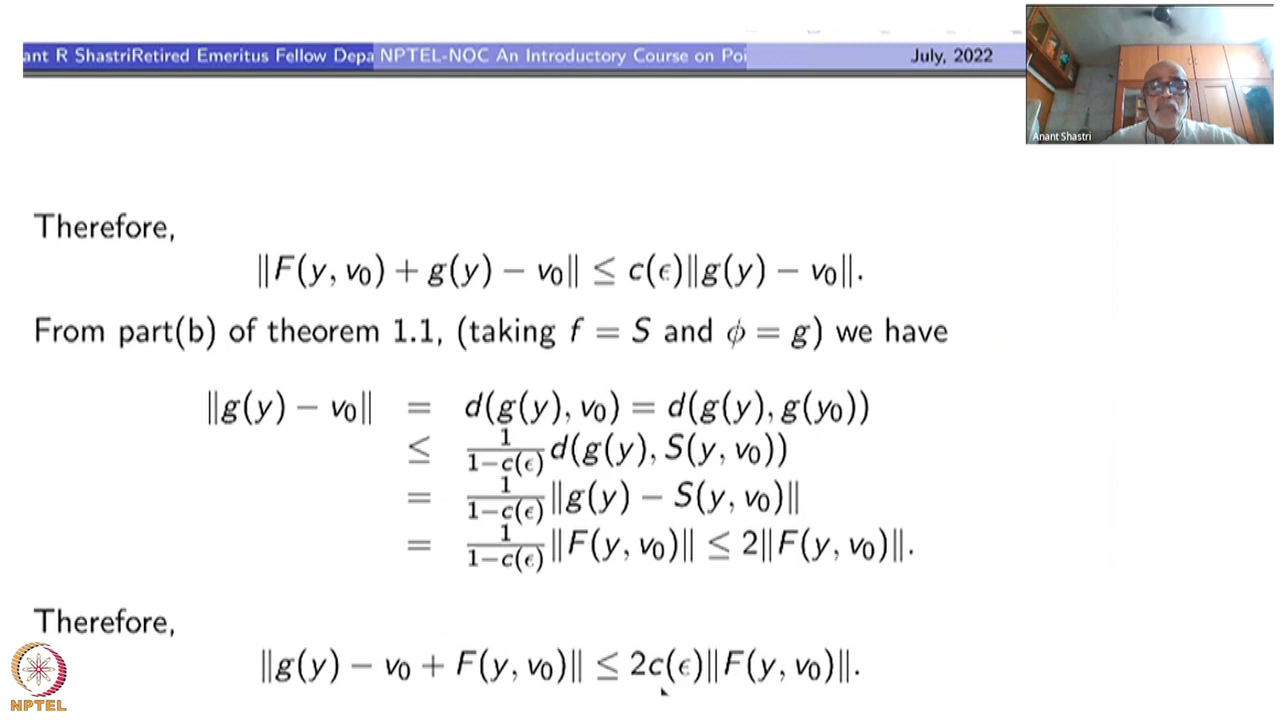 ant R ShastriRetired Emeritus Fellow Depa NPTEL-NOC An Introductory Course on Poi July, 2022
Anant Shastri
Therefore,
‖F(y, v₀) + g(y) − v₀‖ ≤ c(ϵ)‖g(y) − v₀‖.
From part(b) of theorem 1.1, (taking f = S and ϕ = g) we have
‖g(y) − v₀‖ = d(g(y), v₀) = d(g(y), g(y₀))
≤ 1/(1−c(ϵ)) d(g(y), S(y, v₀))
= 1/(1−c(ϵ)) ‖g(y) − S(y, v₀)‖
= 1/(1−c(ϵ)) ‖F(y, v₀)‖ ≤ 2‖F(y, v₀)‖.
Therefore,
‖g(y) − v₀ + F(y, v₀)‖ ≤ 2c(ϵ)‖F(y, v₀)‖.
NPTEL